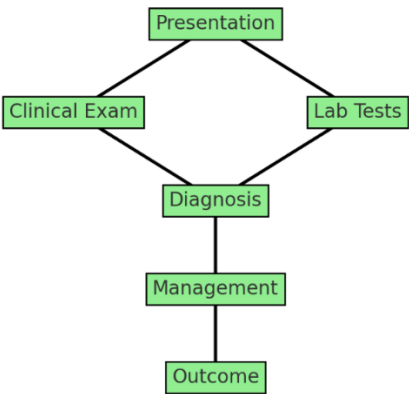 Presentation
Clinical Exam
Lab Tests
Diagnosis
Management
Outcome